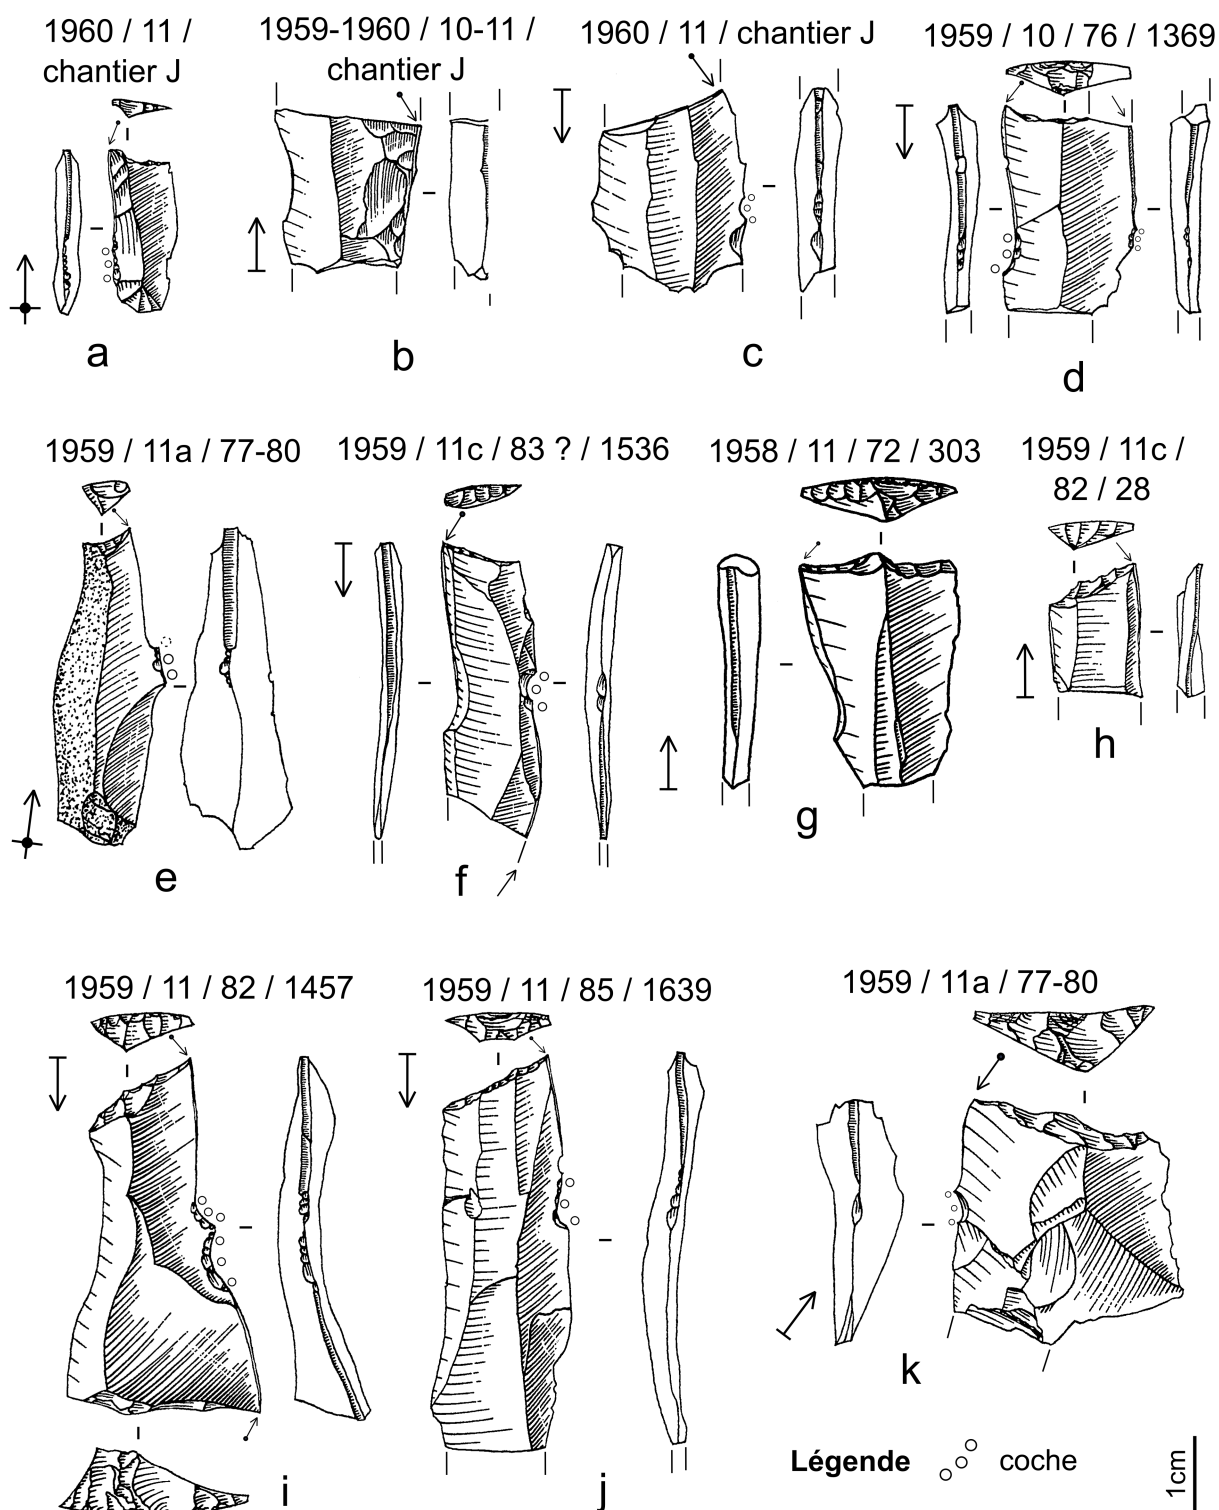 1960 / 11 /
chantier J
1959-1960 / 10-11 /
chantier J
1960 / 11 / chantier J
1959 / 10 / 76 / 1369
a
b
c
d
1959 / 11a / 77-80
1959 / 11c / 83 ? / 1536
1958 / 11 / 72 / 303
1959 / 11c /
82 / 28
e
f
g
h
1959 / 11 / 82 / 1457
1959 / 11 / 85 / 1639
1959 / 11a / 77-80
i
j
k
Légende
coche
1cm